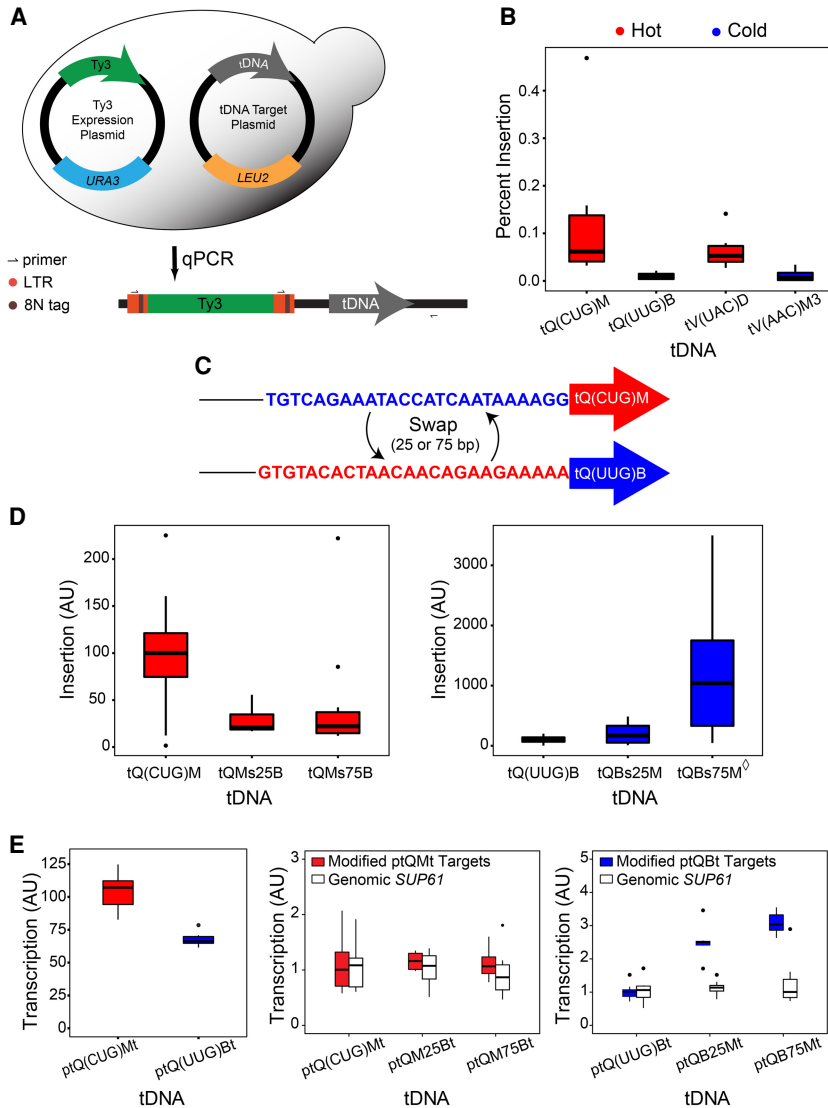 A
Ty3
Ty3
Expression
Plasmid
URA3
tDNA
tDNA Target
Plasmid
LEU2
qPCR
primer
LTR
8N tag
Ty3
tDNA
B
Hot
Cold
Percent Insertion
0.4
0.2
0.1
0.0
tQ(CUG)M
tQ(UUG)B
tV(UAC)D
tV(AAC)M3
tDNA
C
TGTCAGAAATACCATCAATAAAAGG
tQ(CUG)M
Swap
(25 or 75 bp)
GTGTACACTAACAACAGAAGAAAAA
tQ(UUG)B
D
Insertion (AU)
200
150
100
50
0
tQ(CUG)M
tQMs25B
tQMs75B
tDNA
Insertion (AU)
3000
1000
1000
0
tQ(UUG)B
tQBs25M
tQBs75M◊
tDNA
E
Transcription (AU)
125
100
75
50
25
0
ptQ(CUG)Mt
ptQ(UUG)Bt
tDNA
Modified ptQMt Targets
Genomic SUP61
Transcription (AU)
3
2
1
0
ptQ(CUG)Mt
ptQM25Bt
ptQM75Bt
tDNA
Modified ptQBt Targets
Genomic SUP61
Transcription (AU)
5
4
3
2
1
0
ptQ(UUG)Bt
ptQB25Mt
ptQB75Mt
tDNA